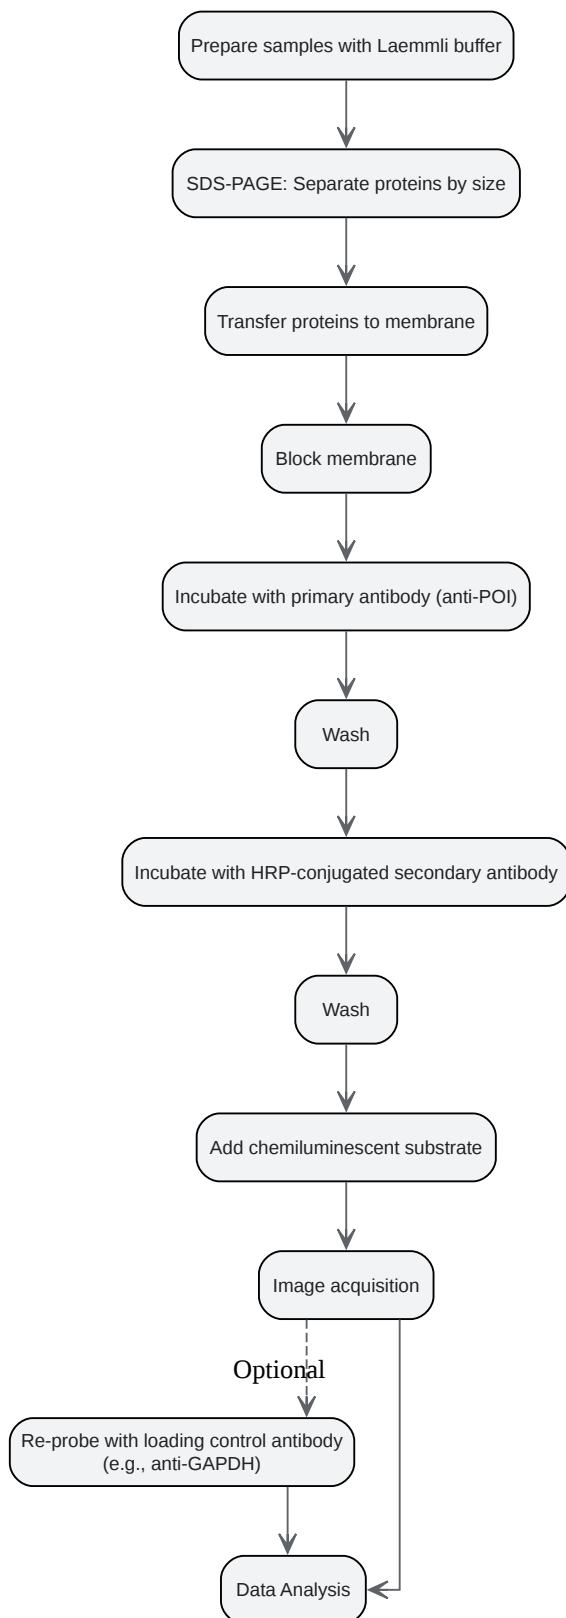 Prepare samples with Laemmli buffer
SDS-PAGE: Separate proteins by size
Transfer proteins to membrane
Block membrane
Incubate with primary antibody (anti-POI)
Wash
Incubate with HRP-conjugated secondary antibody
Wash
Add chemiluminescent substrate
Image acquisition
Optional
Re-probe with loading control antibody
(e.g., anti-GAPDH)
Data Analysis